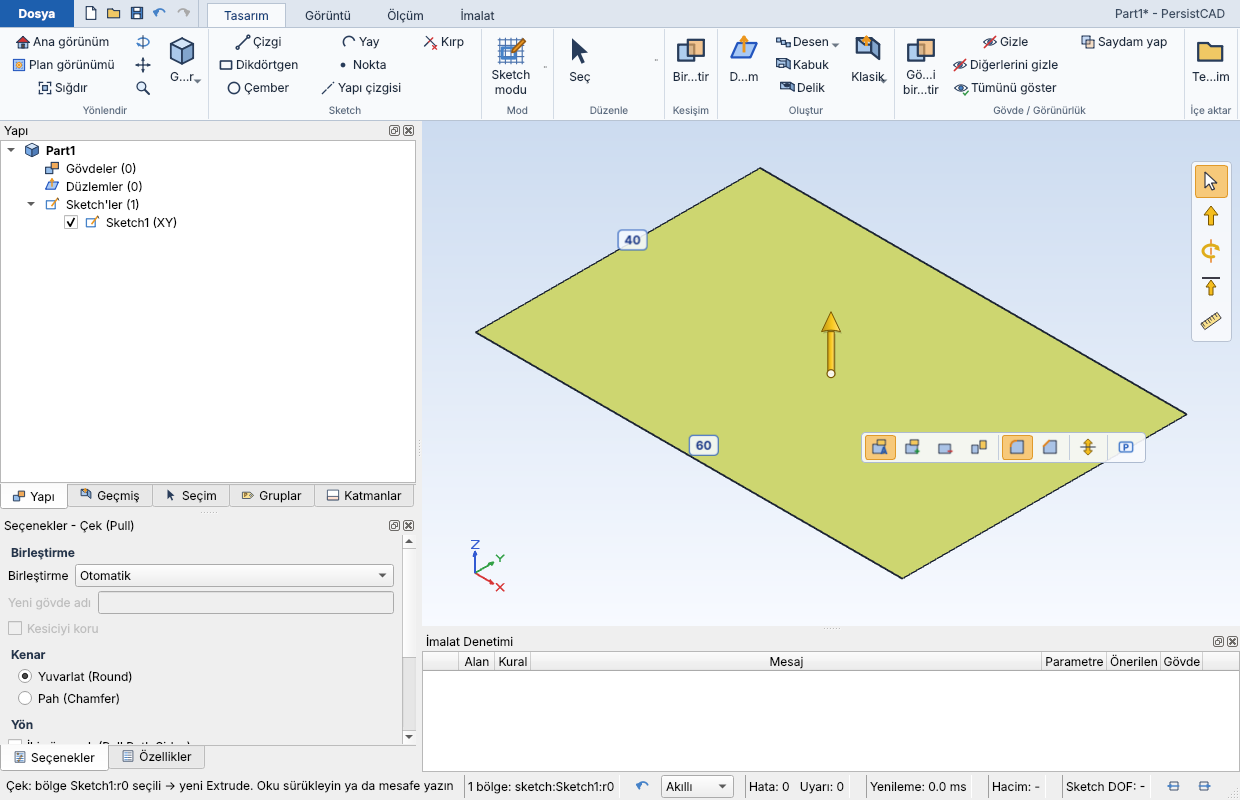 Dosya
Tasarım
Görüntü
Ölçüm
İmalat
Part1* - PersistCAD
Ana görünüm
Plan görünümü
Sığdır
G...r
Yönlendir
Çizgi
Dikdörtgen
Çember
Yay
Nokta
Yapı çizgisi
Kırp
Sketch
Sketch
modu
Mod
Seç
Düzenle
Bir...tir
Kesişim
D...m
Desen
Kabuk
Delik
Klasik
Oluştur
Gö...i
bir...tir
Gizle
Diğerlerini gizle
Tümünü göster
Saydam yap
Gövde / Görünürlük
Te...im
İçe aktar
Yapı
Part1
Gövdeler (0)
Düzlemler (0)
Sketch'ler (1)
Sketch1 (XY)
Yapı
Geçmiş
Seçim
Gruplar
Katmanlar
Seçenekler - Çek (Pull)
Birleştirme
Birleştirme
Otomatik
Yeni gövde adı
Kesiciyi koru
Kenar
Yuvarlat (Round)
Pah (Chamfer)
Yön
Seçenekler
Özellikler
40
60
P
Z
Y
X
İmalat Denetimi
Alan
Kural
Mesaj
Parametre
Önerilen
Gövde
Çek: bölge Sketch1:r0 seçili → yeni Extrude. Oku sürükleyin ya da mesafe yazın
1 bölge: sketch:Sketch1:r0
Akıllı
Hata: 0
Uyarı: 0
Yenileme: 0.0 ms
Hacim: -
Sketch DOF: -